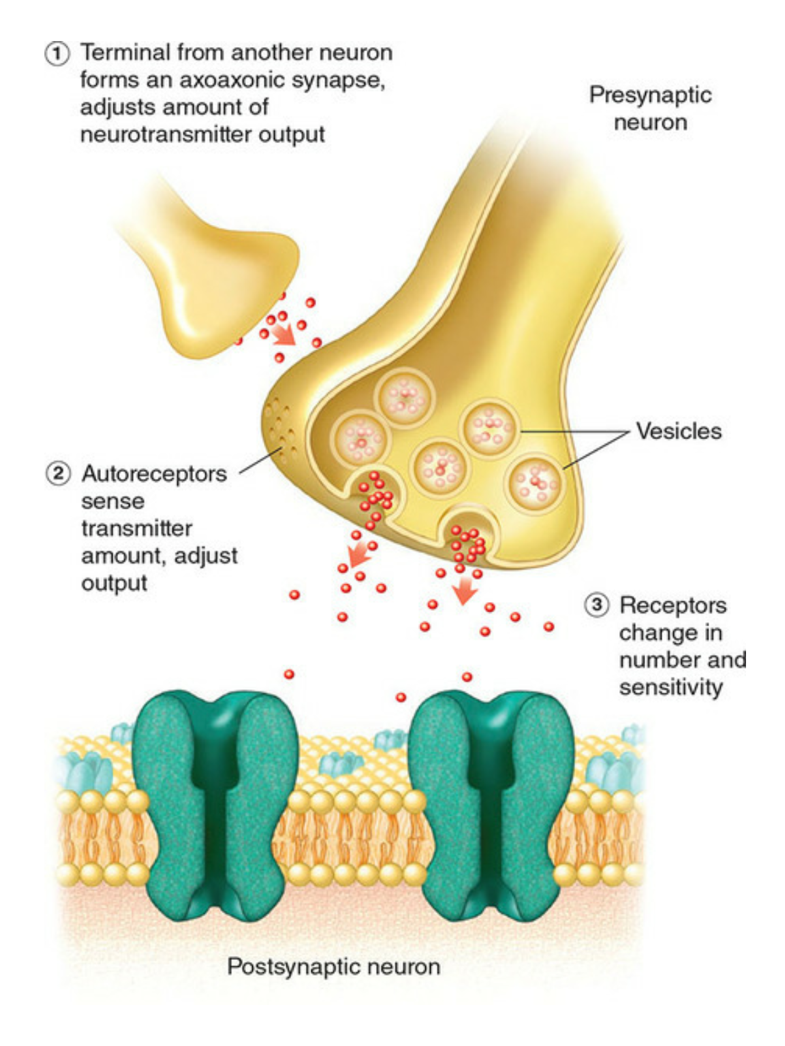 ① Terminal from another neuron
forms an axoaxonic synapse,
adjusts amount of
neurotransmitter output
Presynaptic
neuron
Vesicles
② Autoreceptors
sense
transmitter
amount, adjust
output
③ Receptors
change in
number and
sensitivity
Postsynaptic neuron